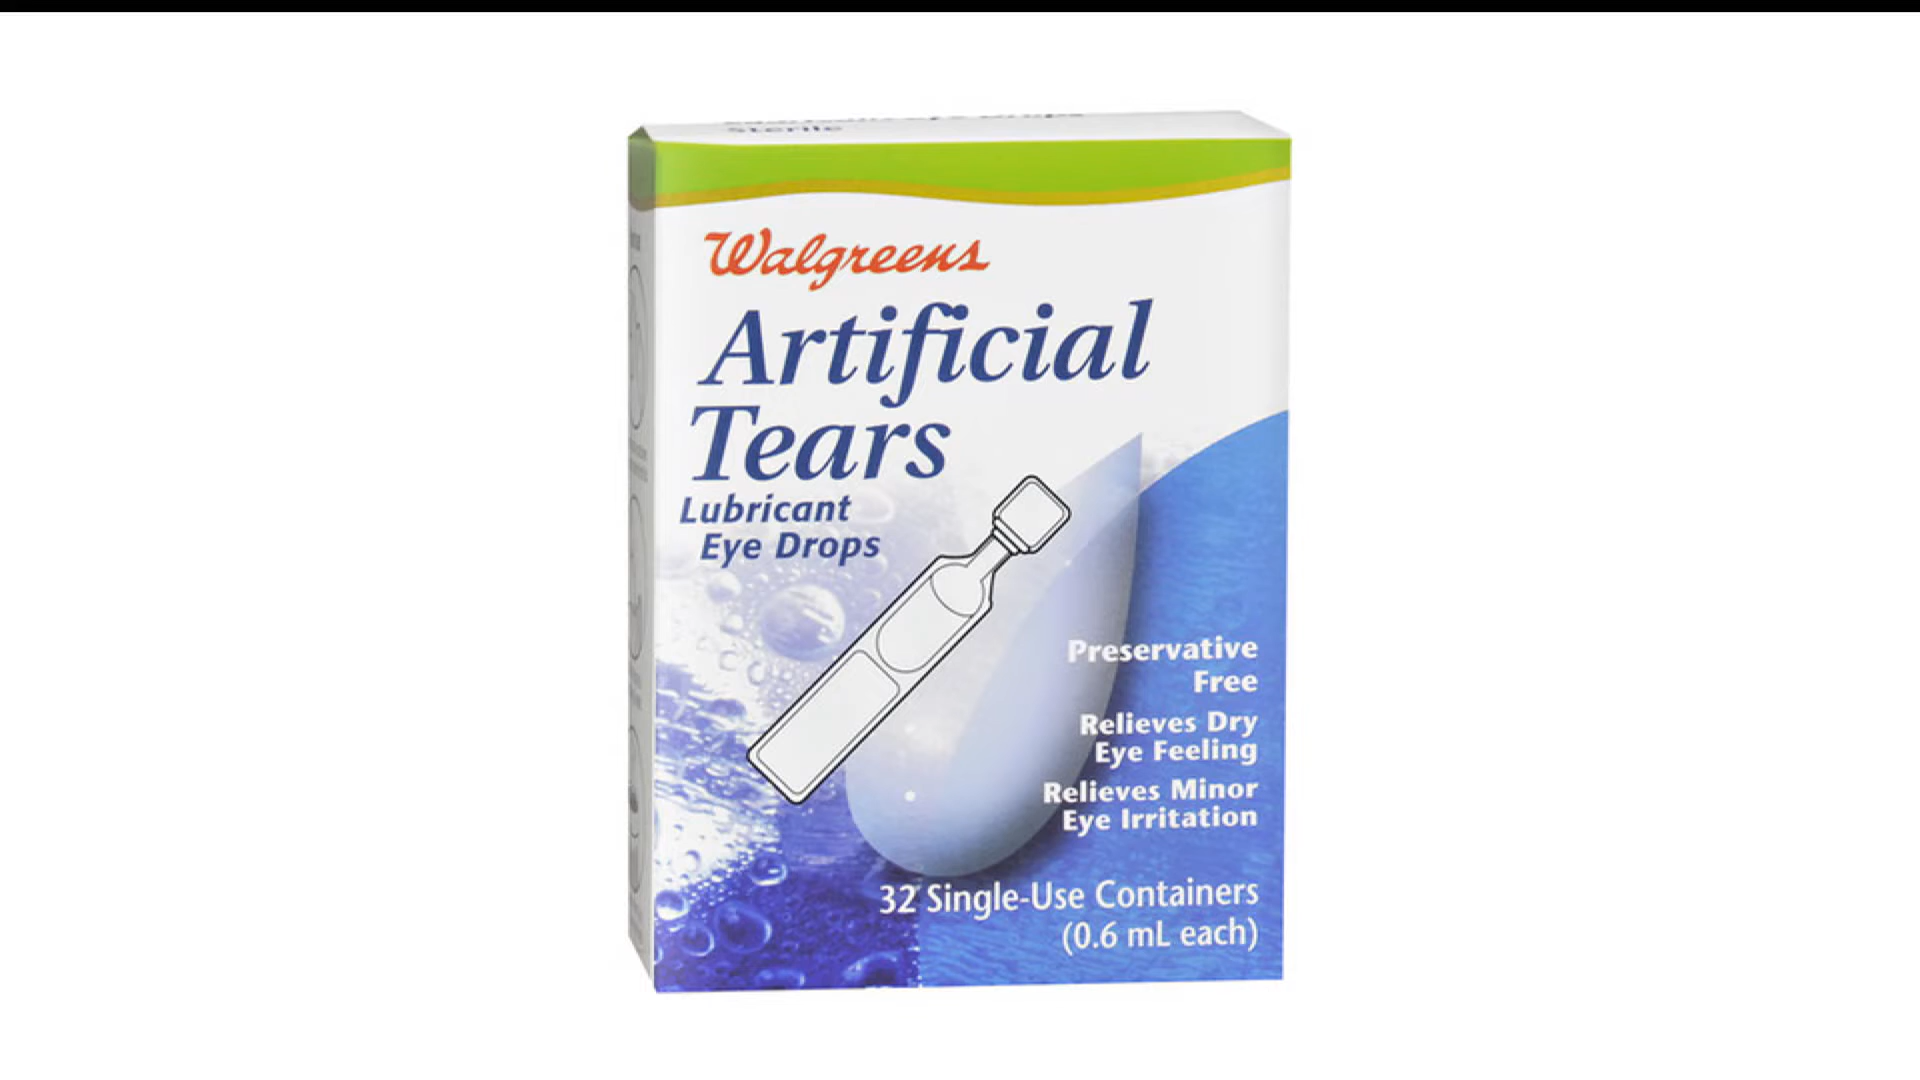 Sterile
Walgreens
Artificial
Tears
Lubricant
Eye Drops
Preservative
Free
Relieves Dry
Eye Feeling
Relieves Minor
Eye Irritation
32 Single-Use Containers
(0.6 mL each)